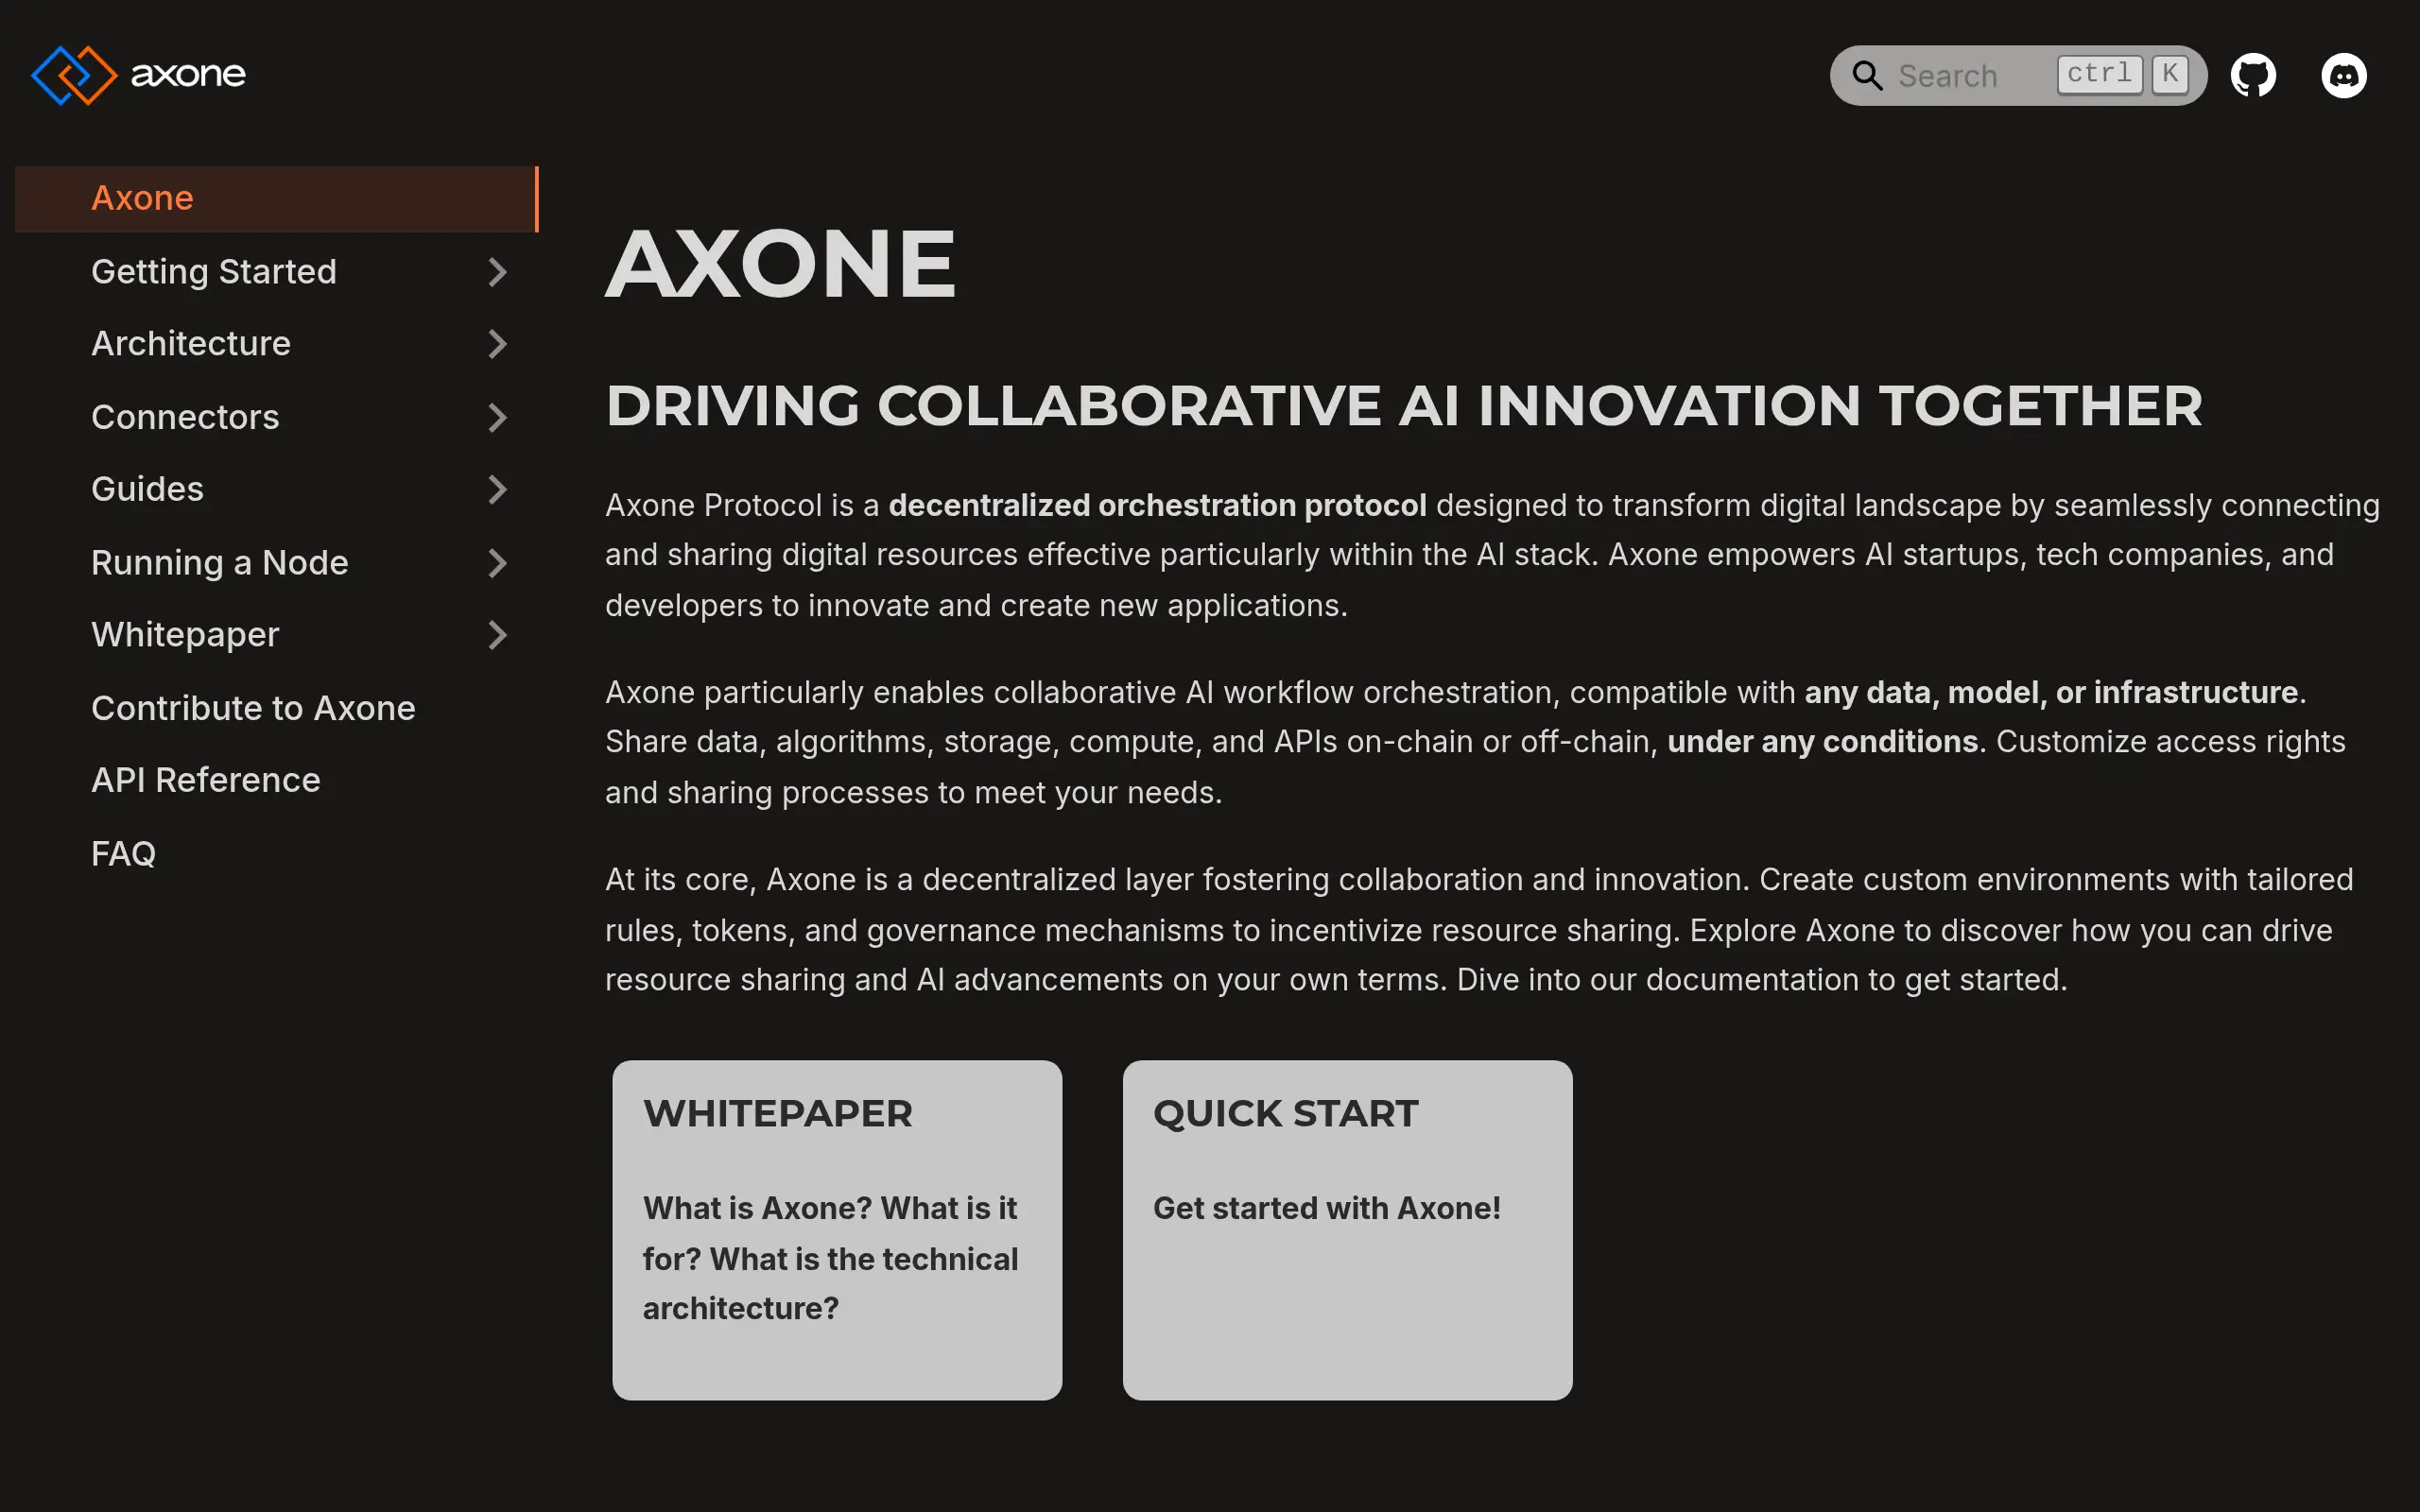 axone
Search ctrl K
Axone
Getting Started
Architecture
Connectors
Guides
Running a Node
Whitepaper
Contribute to Axone
API Reference
FAQ
AXONE
DRIVING COLLABORATIVE AI INNOVATION TOGETHER
Axone Protocol is a decentralized orchestration protocol designed to transform digital landscape by seamlessly connecting
and sharing digital resources effective particularly within the AI stack. Axone empowers AI startups, tech companies, and
developers to innovate and create new applications.
Axone particularly enables collaborative AI workflow orchestration, compatible with any data, model, or infrastructure.
Share data, algorithms, storage, compute, and APIs on-chain or off-chain, under any conditions. Customize access rights
and sharing processes to meet your needs.
At its core, Axone is a decentralized layer fostering collaboration and innovation. Create custom environments with tailored
rules, tokens, and governance mechanisms to incentivize resource sharing. Explore Axone to discover how you can drive
resource sharing and AI advancements on your own terms. Dive into our documentation to get started.
WHITEPAPER
What is Axone? What is it
for? What is the technical
architecture?
QUICK START
Get started with Axone!